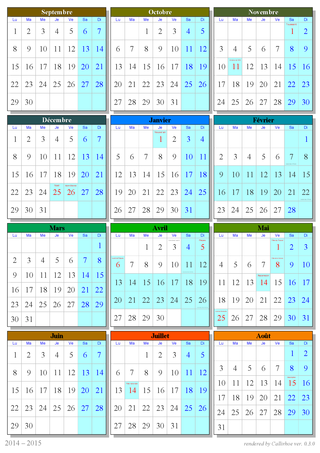 Septembre
Lu Ma Me Je Ve Sa Di
1 2 3 4 5 6 7
8 9 10 11 12 13 14
15 16 17 18 19 20 21
22 23 24 25 26 27 28
29 30
Octobre
Lu Ma Me Je Ve Sa Di
1 2 3 4 5
6 7 8 9 10 11 12
13 14 15 16 17 18 19
20 21 22 23 24 25 26
27 28 29 30 31
Novembre
Lu Ma Me Je Ve Sa Di
1 2
3 4 5 6 7 8 9
10 11 12 13 14 15 16
17 18 19 20 21 22 23
24 25 26 27 28 29 30
Décembre
Lu Ma Me Je Ve Sa Di
1 2 3 4 5 6 7
8 9 10 11 12 13 14
15 16 17 18 19 20 21
22 23 24 25 26 27 28
29 30 31
Janvier
Lu Ma Me Je Ve Sa Di
1 2 3 4
5 6 7 8 9 10 11
12 13 14 15 16 17 18
19 20 21 22 23 24 25
26 27 28 29 30 31
Février
Lu Ma Me Je Ve Sa Di
1
2 3 4 5 6 7 8
9 10 11 12 13 14 15
16 17 18 19 20 21 22
23 24 25 26 27 28
Mars
Lu Ma Me Je Ve Sa Di
1
2 3 4 5 6 7 8
9 10 11 12 13 14 15
16 17 18 19 20 21 22
23 24 25 26 27 28 29
30 31
Avril
Lu Ma Me Je Ve Sa Di
1 2 3 4 5
6 7 8 9 10 11 12
13 14 15 16 17 18 19
20 21 22 23 24 25 26
27 28 29 30
Mai
Lu Ma Me Je Ve Sa Di
1 2 3
4 5 6 7 8 9 10
11 12 13 14 15 16 17
18 19 20 21 22 23 24
25 26 27 28 29 30 31
Juin
Lu Ma Me Je Ve Sa Di
1 2 3 4 5 6 7
8 9 10 11 12 13 14
15 16 17 18 19 20 21
22 23 24 25 26 27 28
29 30
Juillet
Lu Ma Me Je Ve Sa Di
1 2 3 4 5
6 7 8 9 10 11 12
13 14 15 16 17 18 19
20 21 22 23 24 25 26
27 28 29 30 31
Août
Lu Ma Me Je Ve Sa Di
1 2
3 4 5 6 7 8 9
10 11 12 13 14 15 16
17 18 19 20 21 22 23
24 25 26 27 28 29 30
31
2014 – 2015
rendered by Callirhoe ver. 0.1.0